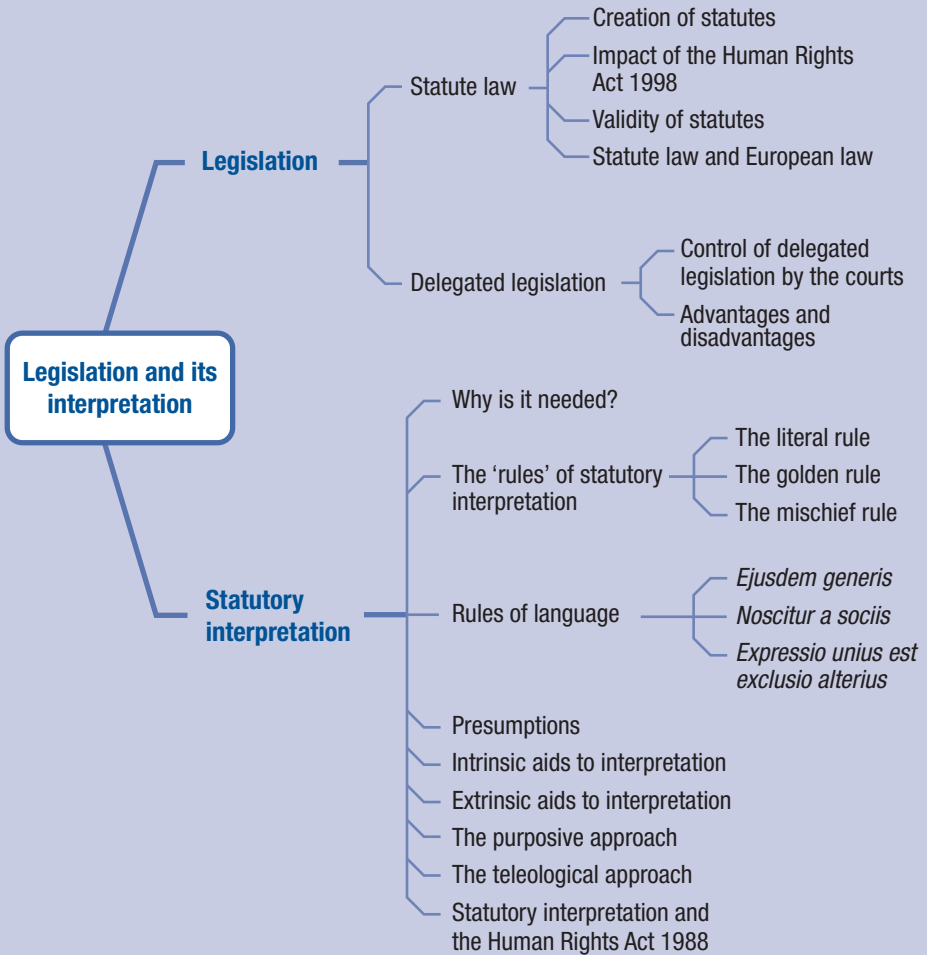 Legislation and its
interpretation
Legislation
Statute law
Creation of statutes
Impact of the Human Rights
Act 1998
Validity of statutes
Statute law and European law
Delegated legislation
Control of delegated
legislation by the courts
Advantages and
disadvantages
Statutory
interpretation
Why is it needed?
The ‘rules’ of statutory
interpretation
The literal rule
The golden rule
The mischief rule
Rules of language
Ejusdem generis
Noscitur a sociis
Expressio unius est
exclusio alterius
Presumptions
Intrinsic aids to interpretation
Extrinsic aids to interpretation
The purposive approach
The teleological approach
Statutory interpretation and
the Human Rights Act 1988